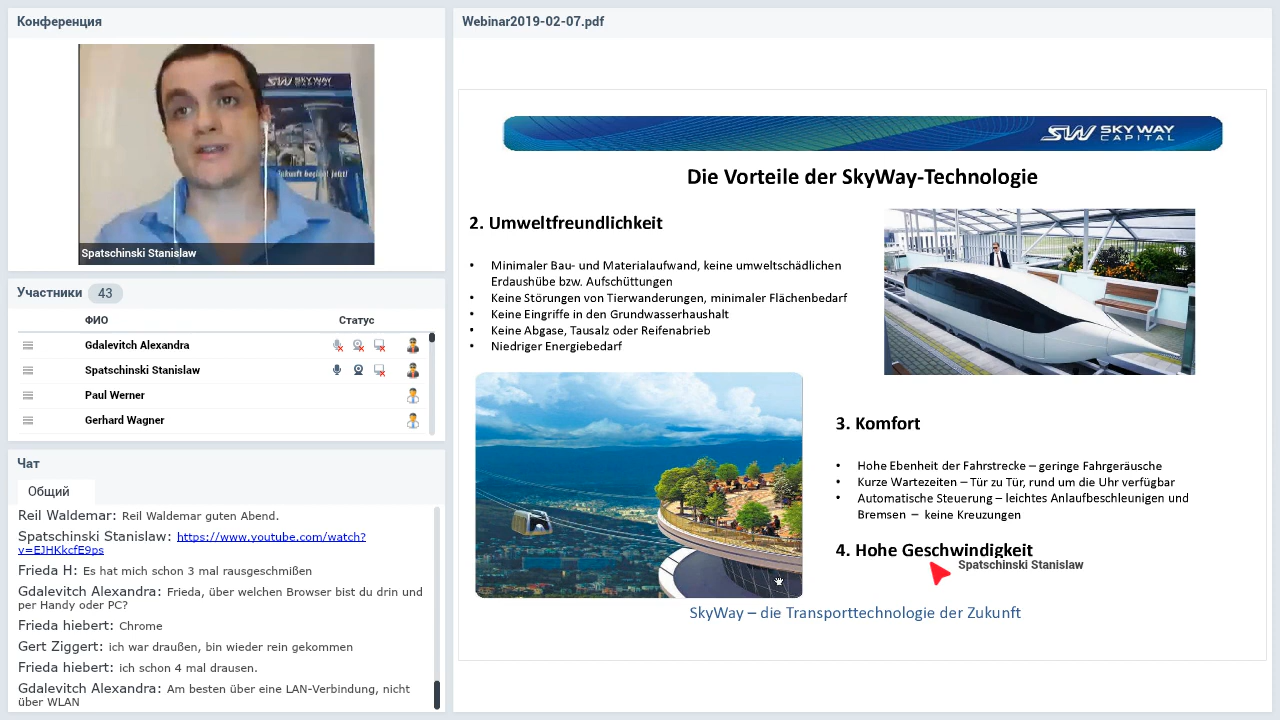 Конференция
SW SKYWAY
CAPITAL
Zukunft beginnt jetzt!
Spatschinski Stanislaw
Участники 43
ФИО Статус
Gdalevitch Alexandra
Spatschinski Stanislaw
Paul Werner
Gerhard Wagner
Чат
Общий
Reil Waldemar: Reil Waldemar guten Abend.
Spatschinski Stanislaw: https://www.youtube.com/watch?
v=EJHKkcfE9ps
Frieda H: Es hat mich schon 3 mal rausgeschmißen
Gdalevitch Alexandra: Frieda, über welchen Browser bist du drin und
per Handy oder PC?
Frieda hiebert: Chrome
Gert Ziggert: ich war draußen, bin wieder rein gekommen
Frieda hiebert: ich schon 4 mal drausen.
Gdalevitch Alexandra: Am besten über eine LAN-Verbindung, nicht
über WLAN
Webinar2019-02-07.pdf
SW SKY WAY
CAPITAL
Die Vorteile der SkyWay-Technologie
2. Umweltfreundlichkeit
• Minimaler Bau- und Materialaufwand, keine umweltschädlichen
Erdaushübe bzw. Aufschüttungen
• Keine Störungen von Tierwanderungen, minimaler Flächenbedarf
• Keine Eingriffe in den Grundwasserhaushalt
• Keine Abgase, Tausalz oder Reifenabrieb
• Niedriger Energiebedarf
3. Komfort
• Hohe Ebenheit der Fahrstrecke – geringe Fahrgeräusche
• Kurze Wartezeiten – Tür zu Tür, rund um die Uhr verfügbar
• Automatische Steuerung – leichtes Anlaufbeschleunigen und
Bremsen – keine Kreuzungen
4. Hohe Geschwindigkeit
Spatschinski Stanislaw
SkyWay – die Transporttechnologie der Zukunft